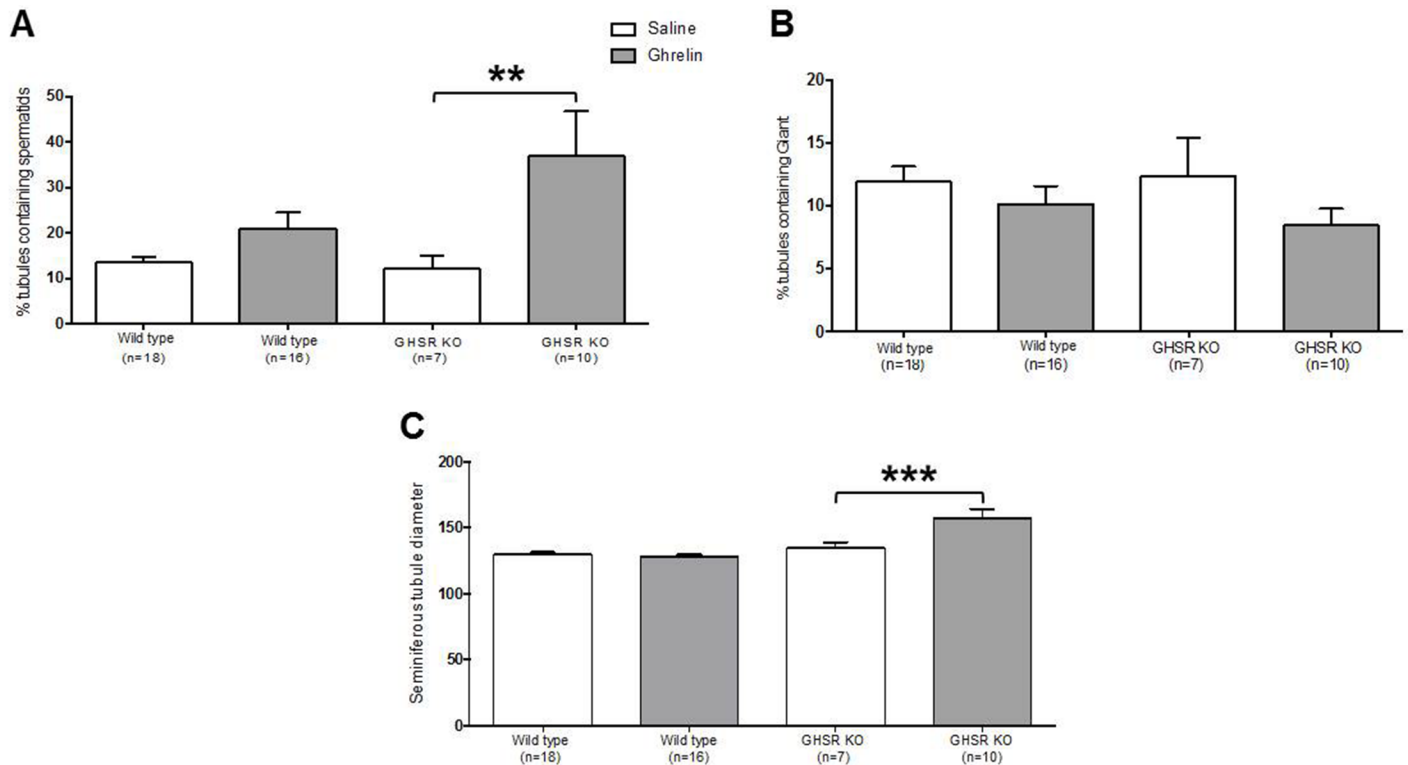 A
Saline
Ghrelin
**
% tubules containing spermatids
50
40
30
20
10
0
Wild type
(n=18)
Wild type
(n=16)
GHSR KO
(n=7)
GHSR KO
(n=10)
B
% tubules containing Giant
20
15
10
5
0
Wild type
(n=18)
Wild type
(n=16)
GHSR KO
(n=7)
GHSR KO
(n=10)
C
***
Seminiferous tubule diameter
200
150
100
50
0
Wild type
(n=18)
Wild type
(n=16)
GHSR KO
(n=7)
GHSR KO
(n=10)